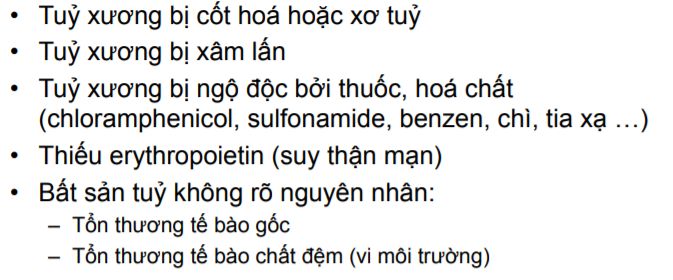 • Tuỷ xương bị cốt hoá hoặc xơ tuỷ
• Tuỷ xương bị xâm lấn
• Tuỷ xương bị ngộ độc bởi thuốc, hoá chất
(chloramphenicol, sulfonamide, benzen, chì, tia xạ …)
• Thiếu erythropoietin (suy thận mạn)
• Bất sản tuỷ không rõ nguyên nhân:
– Tổn thương tế bào gốc
– Tổn thương tế bào chất đệm (vi môi trường)